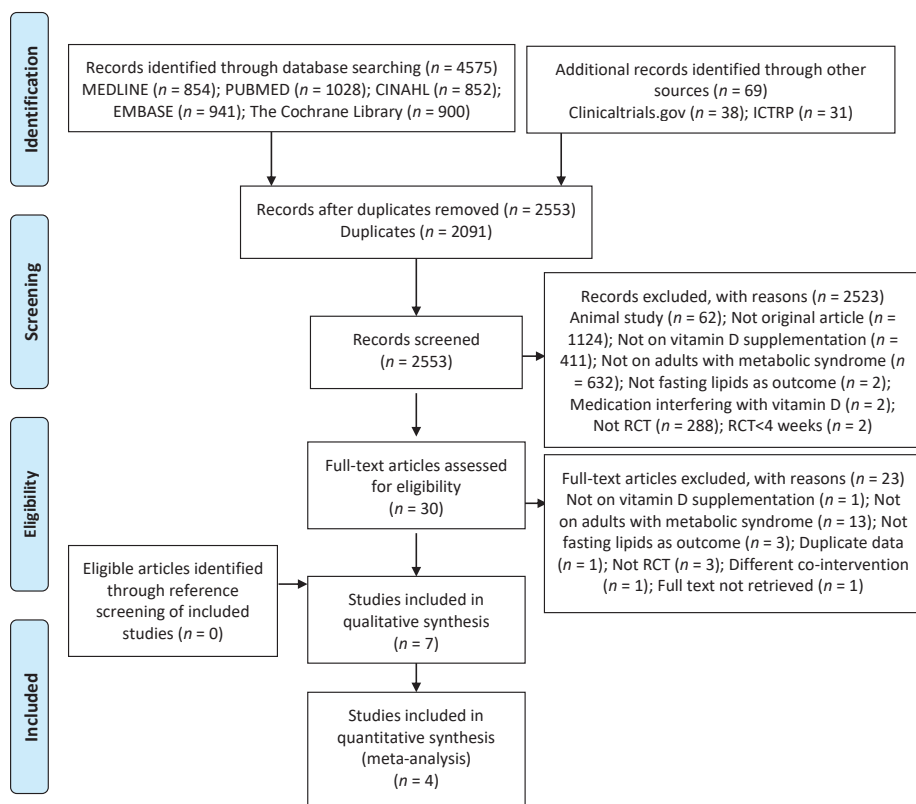 Identification
Records identified through database searching (n = 4575)
MEDLINE (n = 854); PUBMED (n = 1028); CINAHL (n = 852);
EMBASE (n = 941); The Cochrane Library (n = 900)
Additional records identified through other
sources (n = 69)
Clinicaltrials.gov (n = 38); ICTRP (n = 31)
Records after duplicates removed (n = 2553)
Duplicates (n = 2091)
Screening
Records screened
(n = 2553)
Records excluded, with reasons (n = 2523)
Animal study (n = 62); Not original article (n =
1124); Not on vitamin D supplementation (n =
411); Not on adults with metabolic syndrome (n
= 632); Not fasting lipids as outcome (n = 2);
Medication interfering with vitamin D (n = 2);
Not RCT (n = 288); RCT<4 weeks (n = 2)
Eligibility
Full-text articles assessed
for eligibility
(n = 30)
Full-text articles excluded, with reasons (n = 23)
Not on vitamin D supplementation (n = 1); Not
on adults with metabolic syndrome (n = 13); Not
fasting lipids as outcome (n = 3); Duplicate data
(n = 1); Not RCT (n = 3); Different co-intervention
(n = 1); Full text not retrieved (n = 1)
Eligible articles identified
through reference
screening of included
studies (n = 0)
Studies included in
qualitative synthesis
(n = 7)
Included
Studies included in
quantitative synthesis
(meta-analysis)
(n = 4)